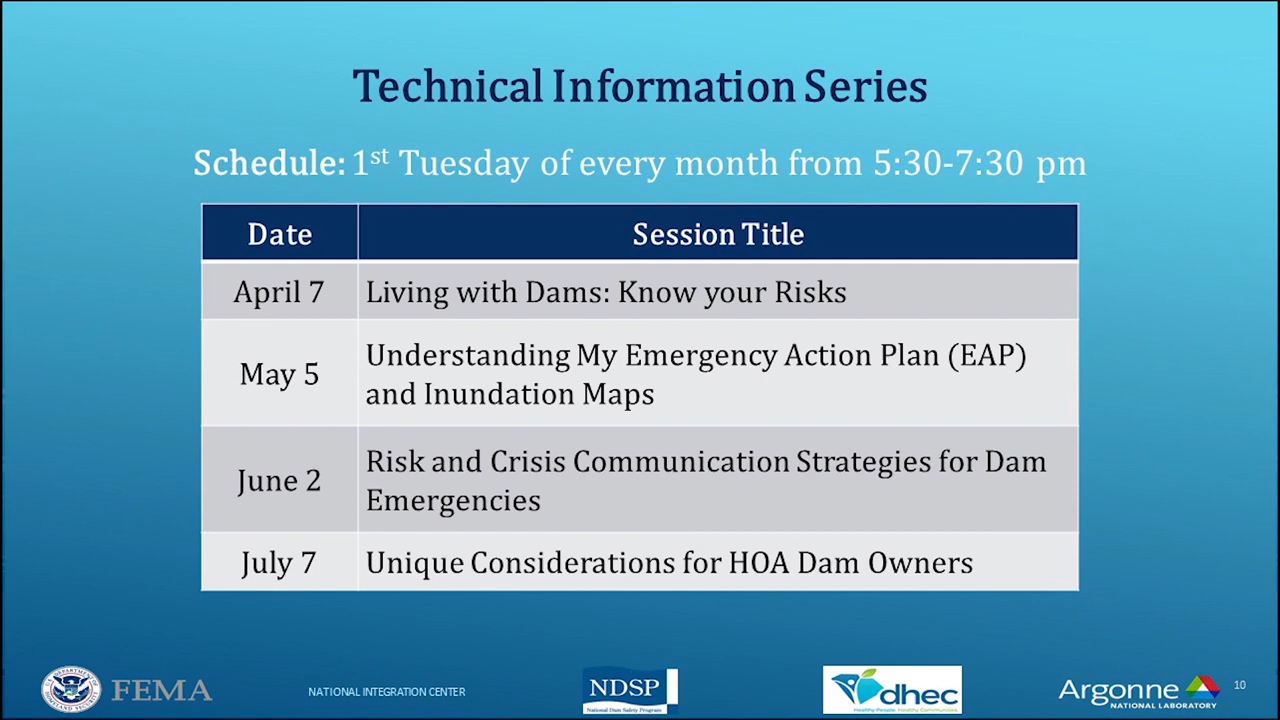 Technical Information Series
Schedule: 1st Tuesday of every month from 5:30-7:30 pm
Date Session Title
April 7 Living with Dams: Know your Risks
May 5 Understanding My Emergency Action Plan (EAP)
and Inundation Maps
June 2 Risk and Crisis Communication Strategies for Dam
Emergencies
July 7 Unique Considerations for HOA Dam Owners
FEMA
NATIONAL INTEGRATION CENTER
NDSP
National Dam Safety Program
dhec
Healthy People. Healthy Communities.
Argonne
NATIONAL LABORATORY
10